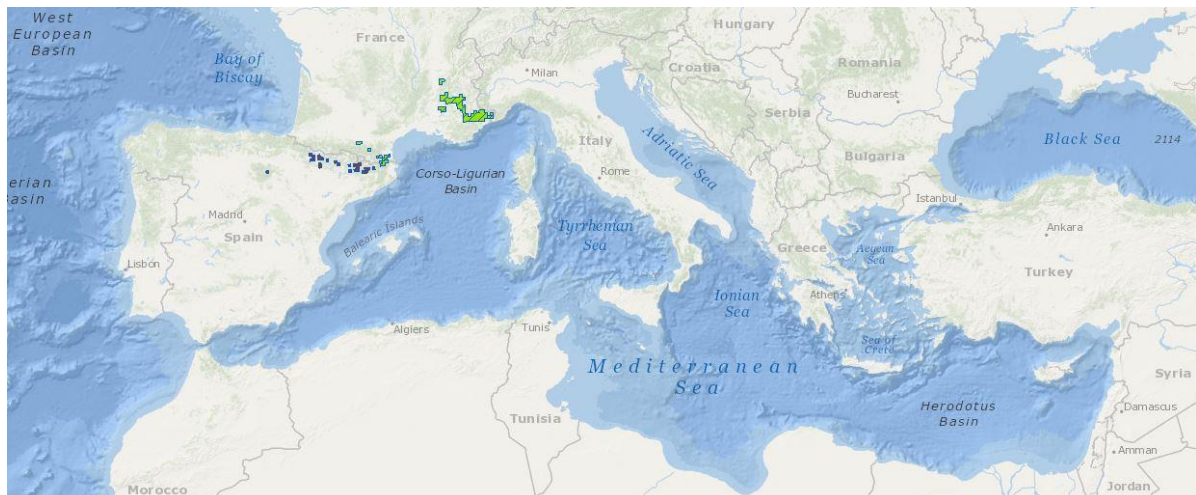 West
European
Basin
Bay of
Biscay
France
Hungary
Milan
Croatia
Romania
Bucharest
Serbia
Black Sea
2114
Italy
Adriatic Sea
Bulgaria
Corso-Ligurian
Basin
Rome
Istanbul
erian
asin
Madrid
Spain
Balearic Islands
Tyrrhenian
Sea
Greece
Aegean
Sea
Ankara
Turkey
Lisbon
Ionian
Sea
Athens
Algiers
Tunis
Sea of
Crete
Mediterranean
Sea
Syria
Tunisia
Herodotus
Basin
Damascus
Amman
Morocco
Jordan